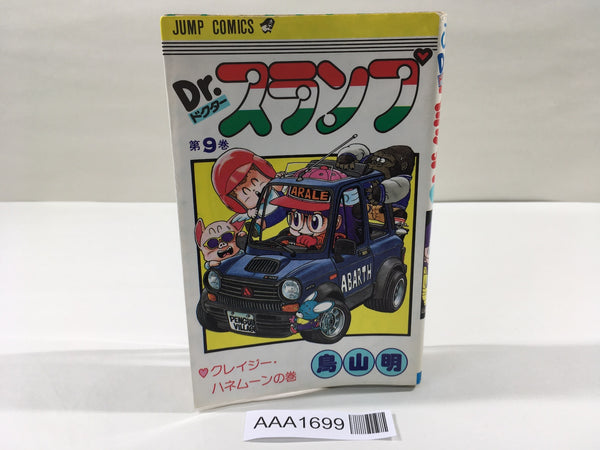 JUMP COMICS
Dr.スランプ
ドクター
第9巻
ARALE
ABARTH
PENGUIN
VILLAGE
クレイジー・
ハネムーンの巻
鳥山明
AAA1699